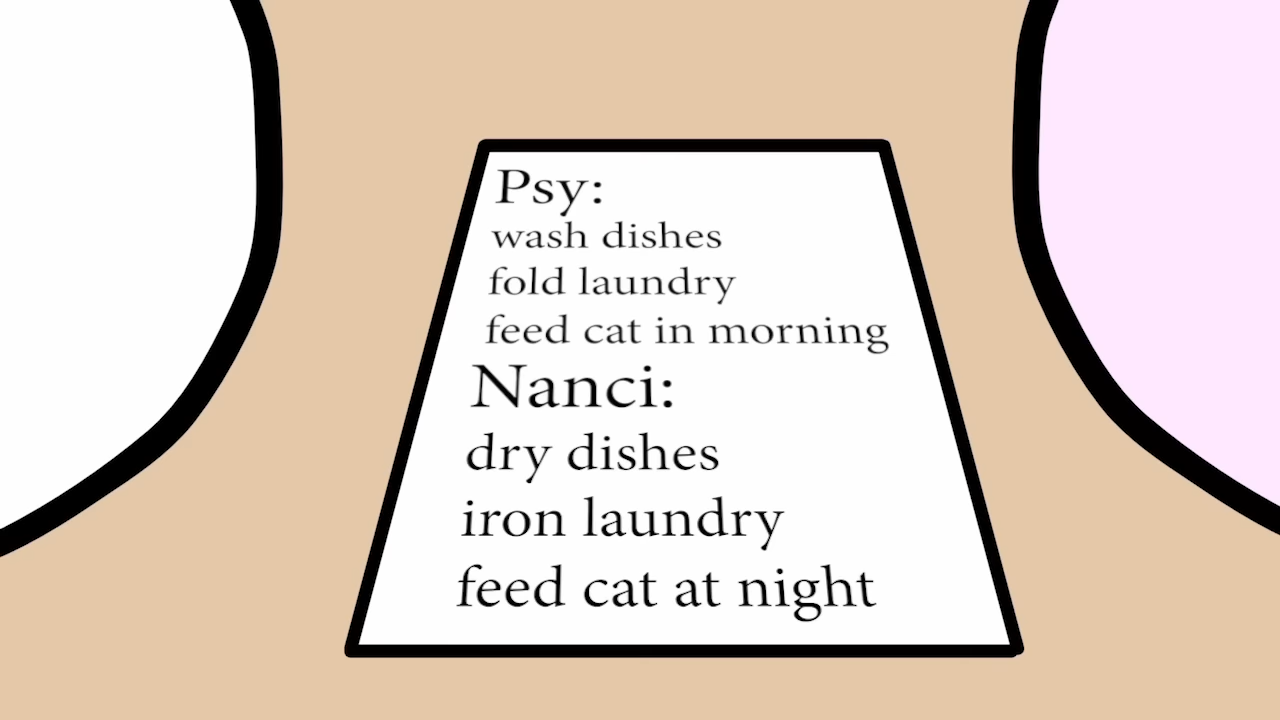 Psy:
wash dishes
fold laundry
feed cat in morning
Nanci:
dry dishes
iron laundry
feed cat at night